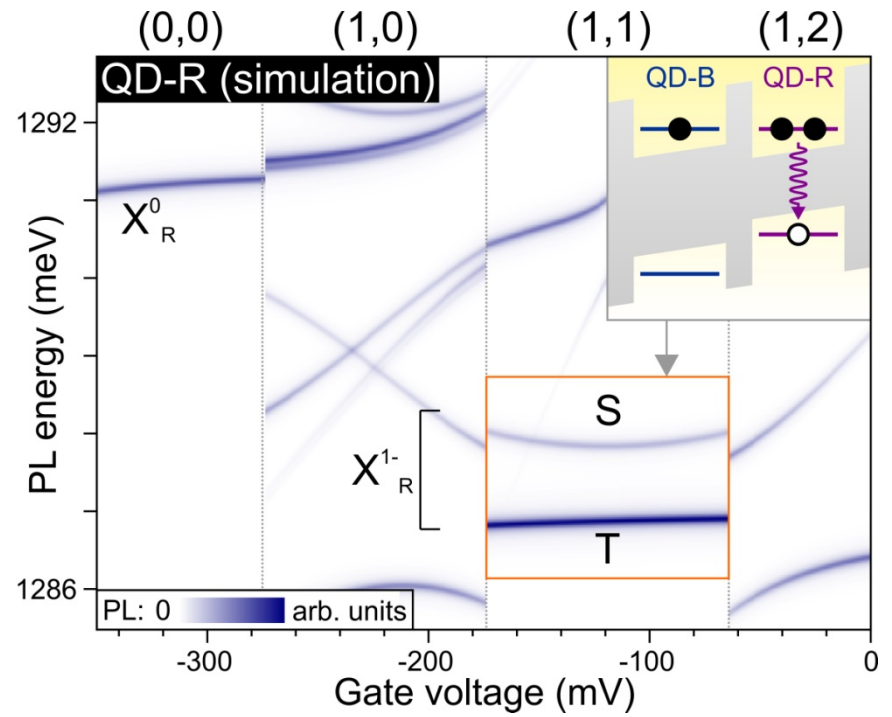 (0,0) (1,0) (1,1) (1,2)
QD-R (simulation)
QD-B QD-R
1292
X⁰R
S
X¹⁻R
T
1286
PL: 0 arb. units
-300 -200 -100 0
PL energy (meV)
Gate voltage (mV)